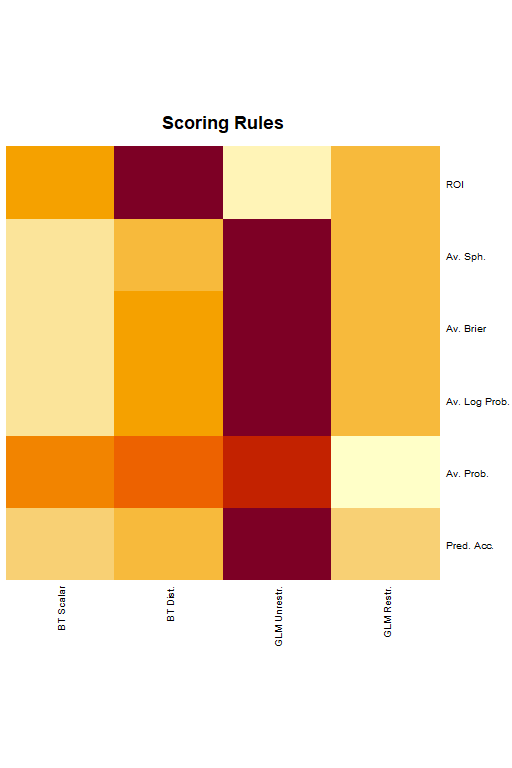 Scoring Rules
ROI
Av. Sph.
Av. Brier
Av. Log Prob.
Av. Prob.
Pred. Acc.
BT Scalar
BT Dist.
GLM Unrestr.
GLM Restr.